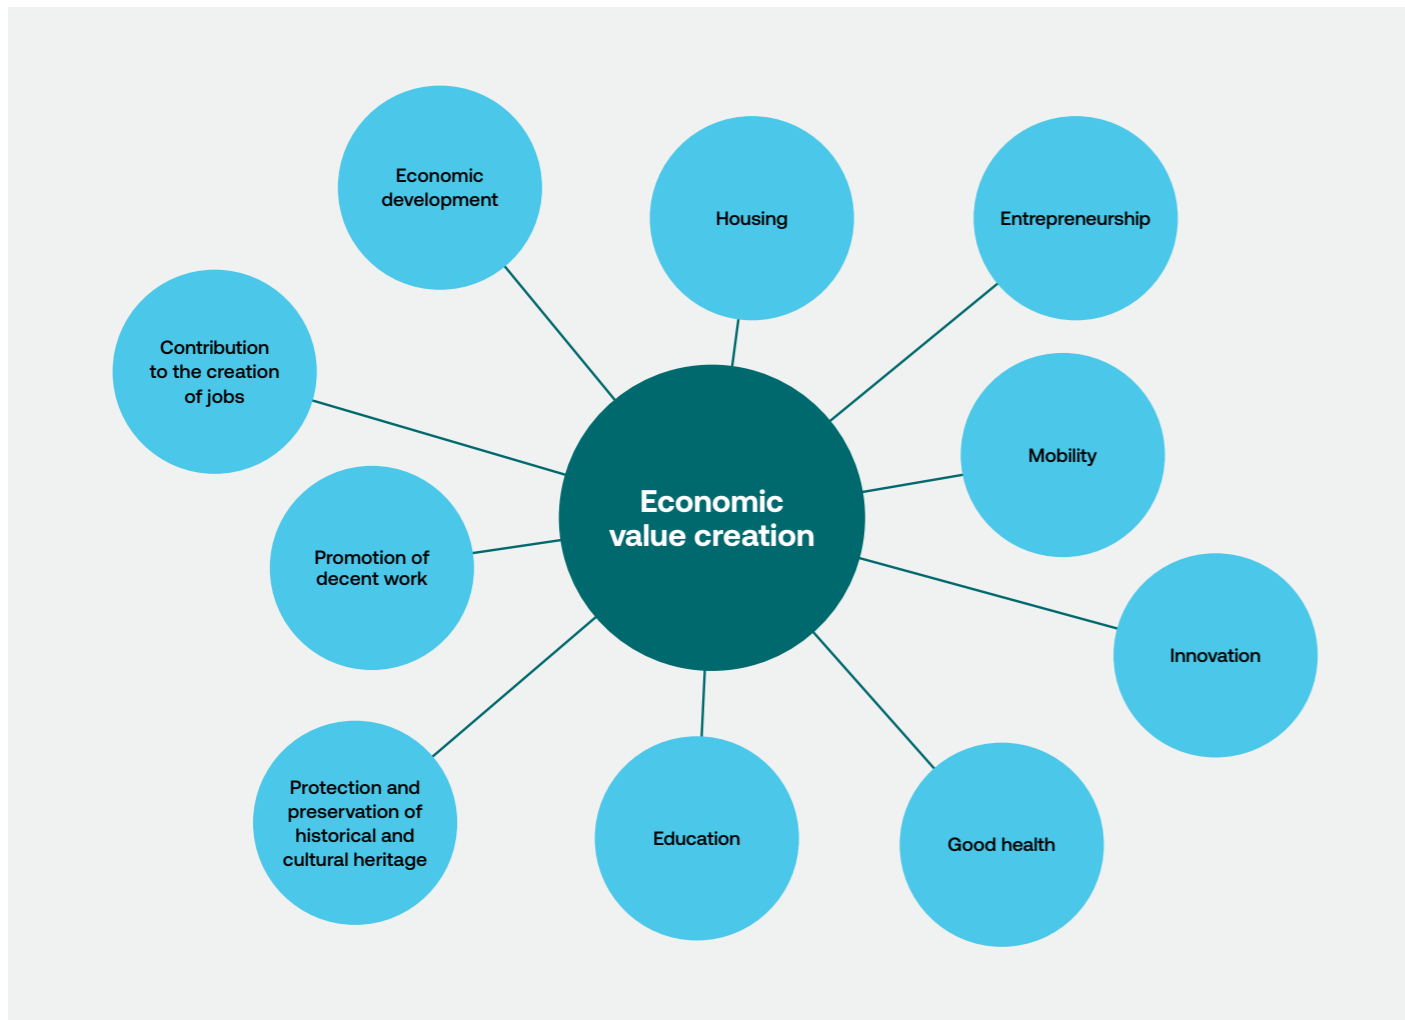 Economic
development
Housing
Entrepreneurship
Contribution
to the creation
of jobs
Mobility
Economic
value creation
Promotion of
decent work
Innovation
Protection and
preservation of
historical and
cultural heritage
Education
Good health